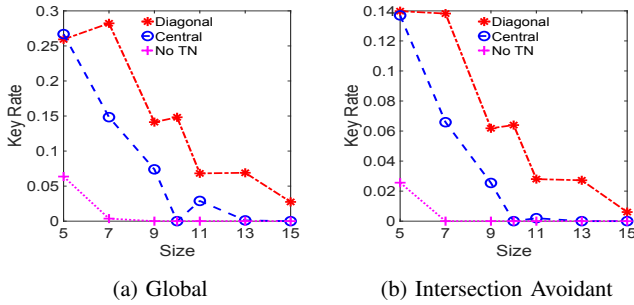 0.3
0.25
0.2
0.15
0.1
0.05
0
Key Rate
5 7 9 11 13 15
Size
Diagonal
Central
No TN
(a) Global
0.14
0.12
0.1
0.08
0.06
0.04
0.02
0
Key Rate
5 7 9 11 13 15
Size
Diagonal
Central
No TN
(b) Intersection Avoidant